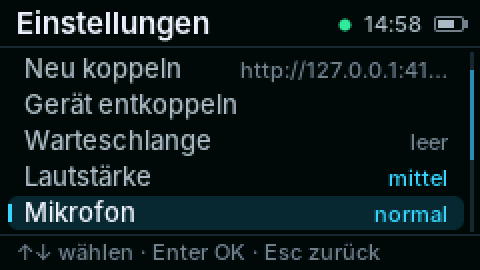 Einstellungen 14:58
Neu koppeln http://127.0.0.1:41...
Gerät entkoppeln
Warteschlange leer
Lautstärke mittel
Mikrofon normal
↑↓ wählen · Enter OK · Esc zurück